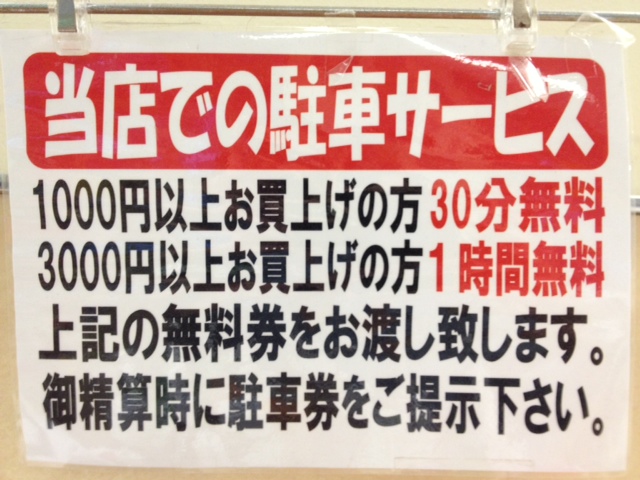 当店での駐車サービス
1000円以上お買上げの方 30分無料
3000円以上お買上げの方 1時間無料
上記の無料券をお渡し致します。
御精算時に駐車券をご提示下さい。